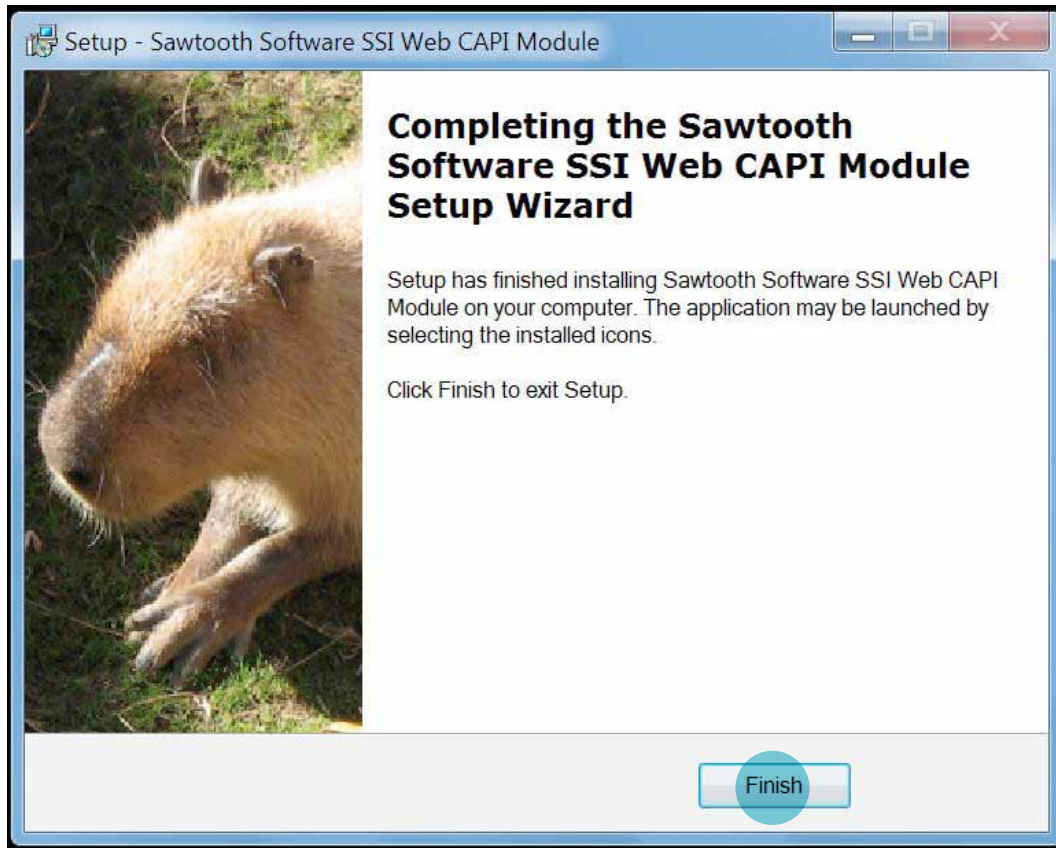 Setup - Sawtooth Software SSI Web CAPI Module
Completing the Sawtooth
Software SSI Web CAPI Module
Setup Wizard
Setup has finished installing Sawtooth Software SSI Web CAPI
Module on your computer. The application may be launched by
selecting the installed icons.
Click Finish to exit Setup.
Finish